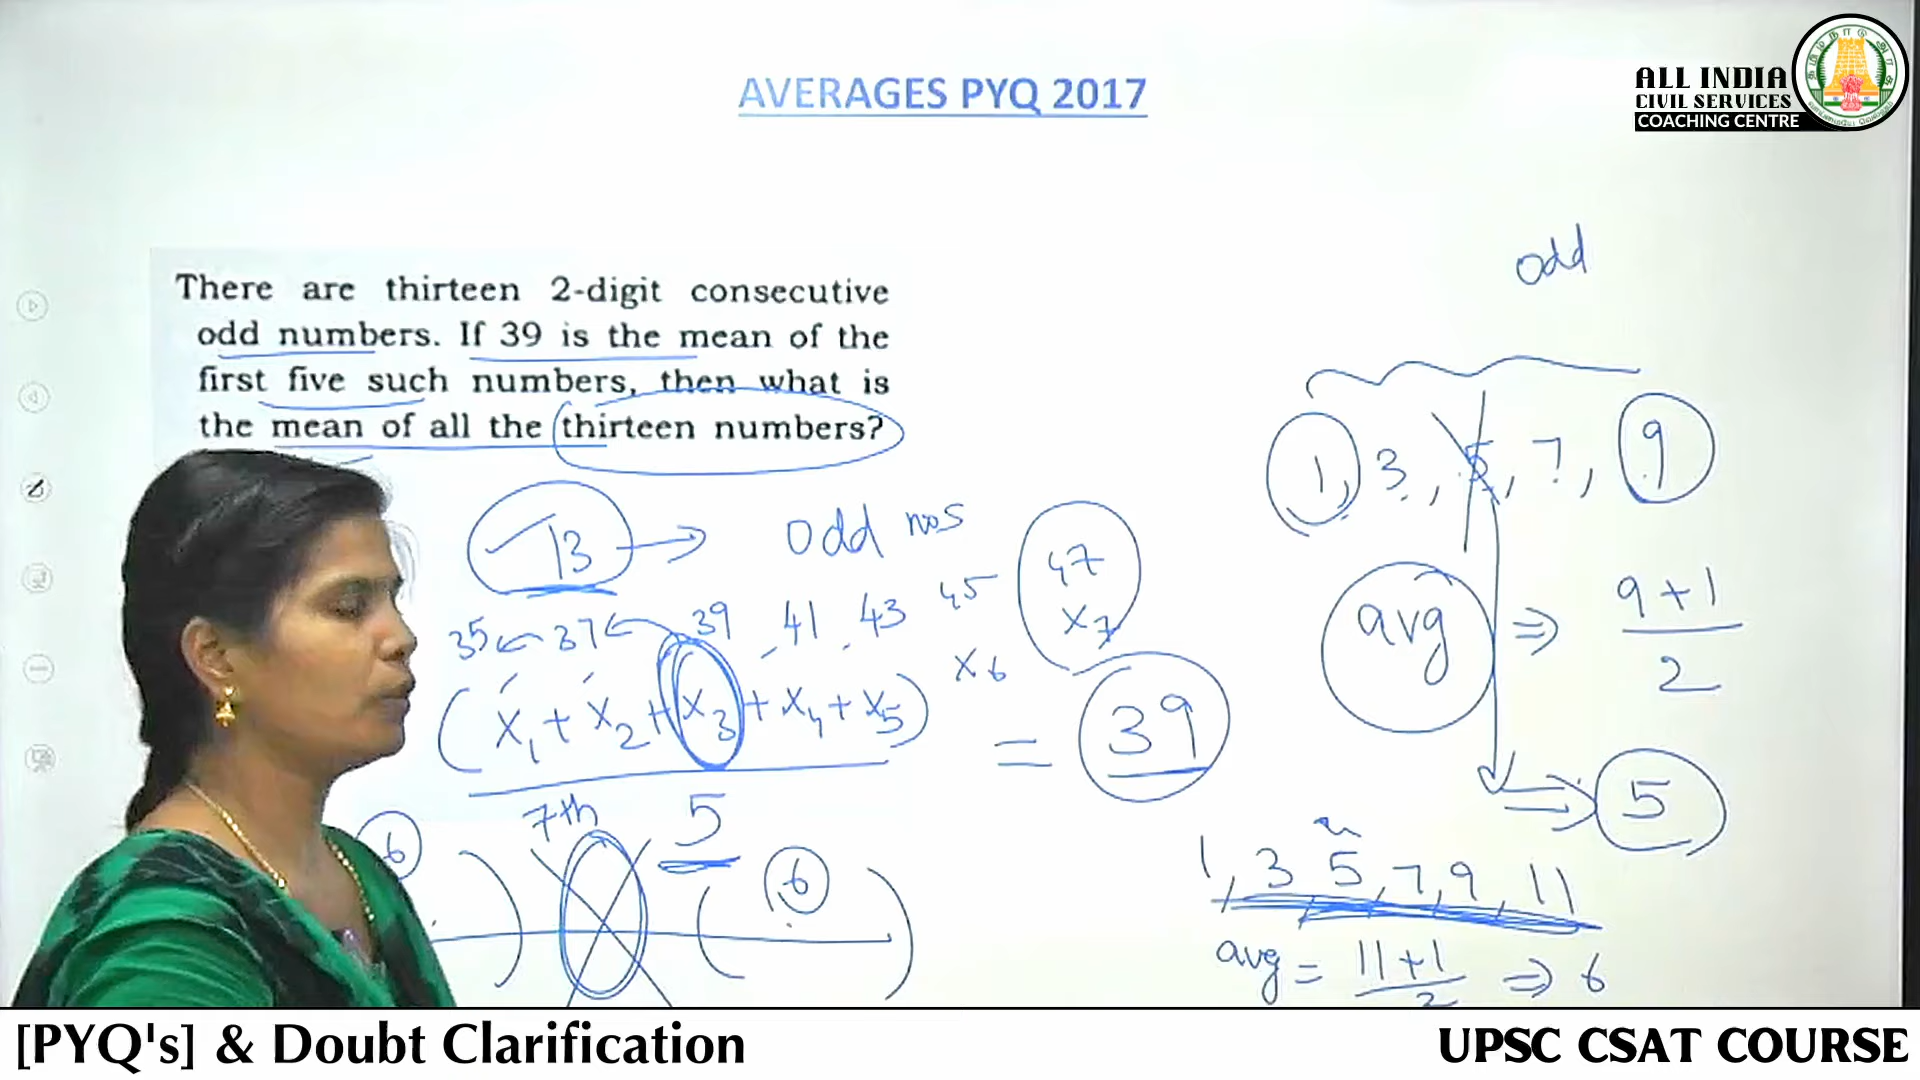 AVERAGES PYQ 2017
ALL INDIA
CIVIL SERVICES
COACHING CENTRE
There are thirteen 2-digit consecutive
odd numbers. If 39 is the mean of the
first five such numbers, then what is
the mean of all the thirteen numbers?
odd
1, 3, 5, 7, 9
13 → odd nos
35 ← 37 ← 39, 41, 43 45 47
x6 x7
(x1 + x2 + x3 + x4 + x5) = 39
5
avg ⇒ 9+1
2
⇒ 5
7th
6
6
1, 3, 5, 7, 9, 11
avg = 11+1 ⇒ 6
2
[PYQ's] & Doubt Clarification
UPSC CSAT COURSE